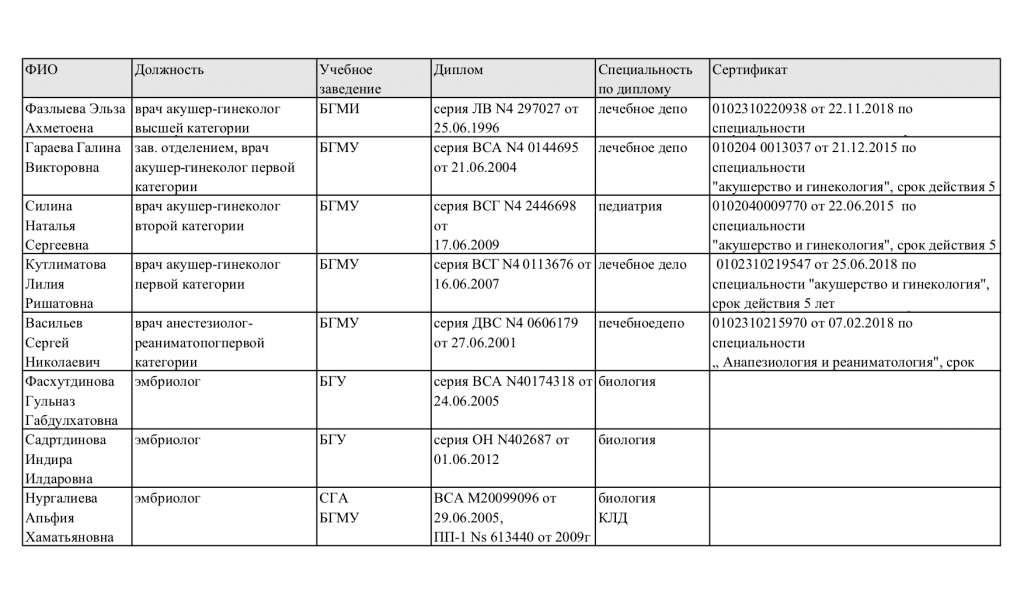 ФИО
Должность
Учебное
заведение
Диплом
Специальность
по диплому
Сертификат
Фазлыева Эльза
Ахметоена
врач акушер-гинеколог
высшей категории
БГМИ
серия ЛВ N4 297027 от
25.06.1996
лечебное депо
0102310220938 от 22.11.2018 по
специальности
Гараева Галина
Викторовна
зав. отделением, врач
акушер-гинеколог первой
категории
БГМУ
серия ВСА N4 0144695
от 21.06.2004
лечебное депо
010204 0013037 от 21.12.2015 по
специальности
"акушерство и гинекология", срок действия 5
Силина
Наталья
Сергеевна
врач акушер-гинеколог
второй категории
БГМУ
серия ВСГ N4 2446698
от
17.06.2009
педиатрия
0102040009770 от 22.06.2015 по
специальности
"акушерство и гинекология", срок действия 5
Кутлиматова
Лилия
Ришатовна
врач акушер-гинеколог
первой категории
БГМУ
серия ВСГ N4 0113676 от
16.06.2007
лечебное дело
0102310219547 от 25.06.2018 по
специальности "акушерство и гинекология",
срок действия 5 лет
Васильев
Сергей
Николаевич
врач анестезиолог-
реаниматопогпервой
категории
БГМУ
серия ДВС N4 0606179
от 27.06.2001
печебноедепо
0102310215970 от 07.02.2018 по
специальности
,, Анапезиология и реаниматология", срок
Фасхутдинова
Гульназ
Габдулхатовна
эмбриолог
БГУ
серия ВСА N40174318 от
24.06.2005
биология
Садртдинова
Индира
Илдаровна
эмбриолог
БГУ
серия ОН N402687 от
01.06.2012
биология
Нургалиева
Апьфия
Хаматьяновна
эмбриолог
СГА
БГМУ
ВСА М20099096 от
29.06.2005,
ПП-1 Ns 613440 от 2009г
биология
КЛД